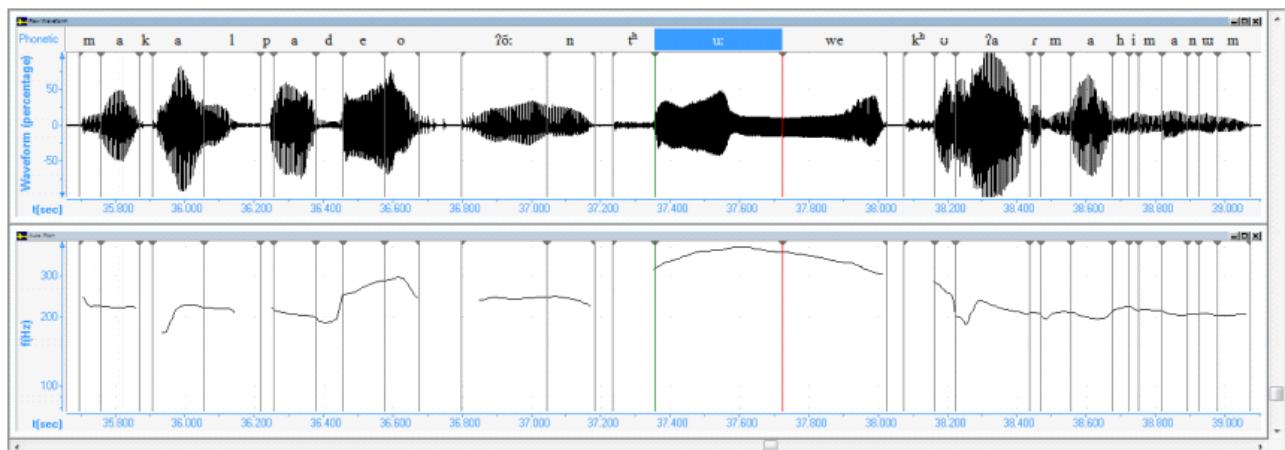 Raw Waveform
Phonetic m a k a l p a d e o ʔõː n tʰ uː we kʰ ʊ ʔa ɾ m a h i m a n ɯ m
Waveform (percentage)
50
0
-50
t(sec) 35.800 36.000 36.200 36.400 36.600 36.800 37.000 37.200 37.400 37.600 37.800 38.000 38.200 38.400 38.600 38.800 39.000
f(Hz)
300
200
100
t(sec) 35.800 36.000 36.200 36.400 36.600 36.800 37.000 37.200 37.400 37.600 37.800 38.000 38.200 38.400 38.600 38.800 39.000